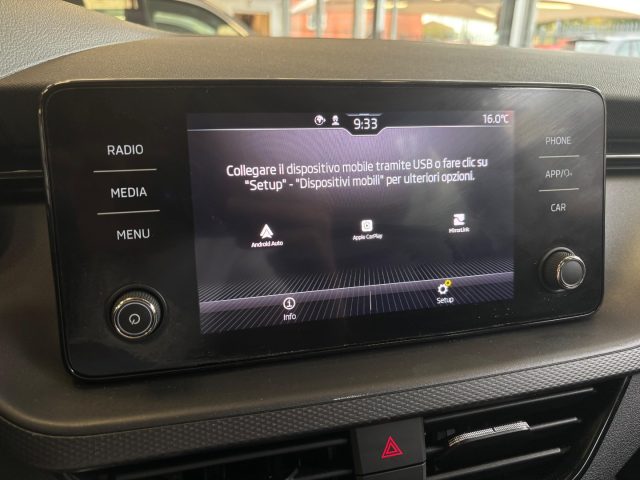 9:33
16.0°C
RADIO
MEDIA
MENU
Collegare il dispositivo mobile tramite USB o fare clic su
"Setup" - "Dispositivi mobili" per ulteriori opzioni.
Android Auto
Apple CarPlay
MirrorLink
Info
Setup
PHONE
APP/
CAR